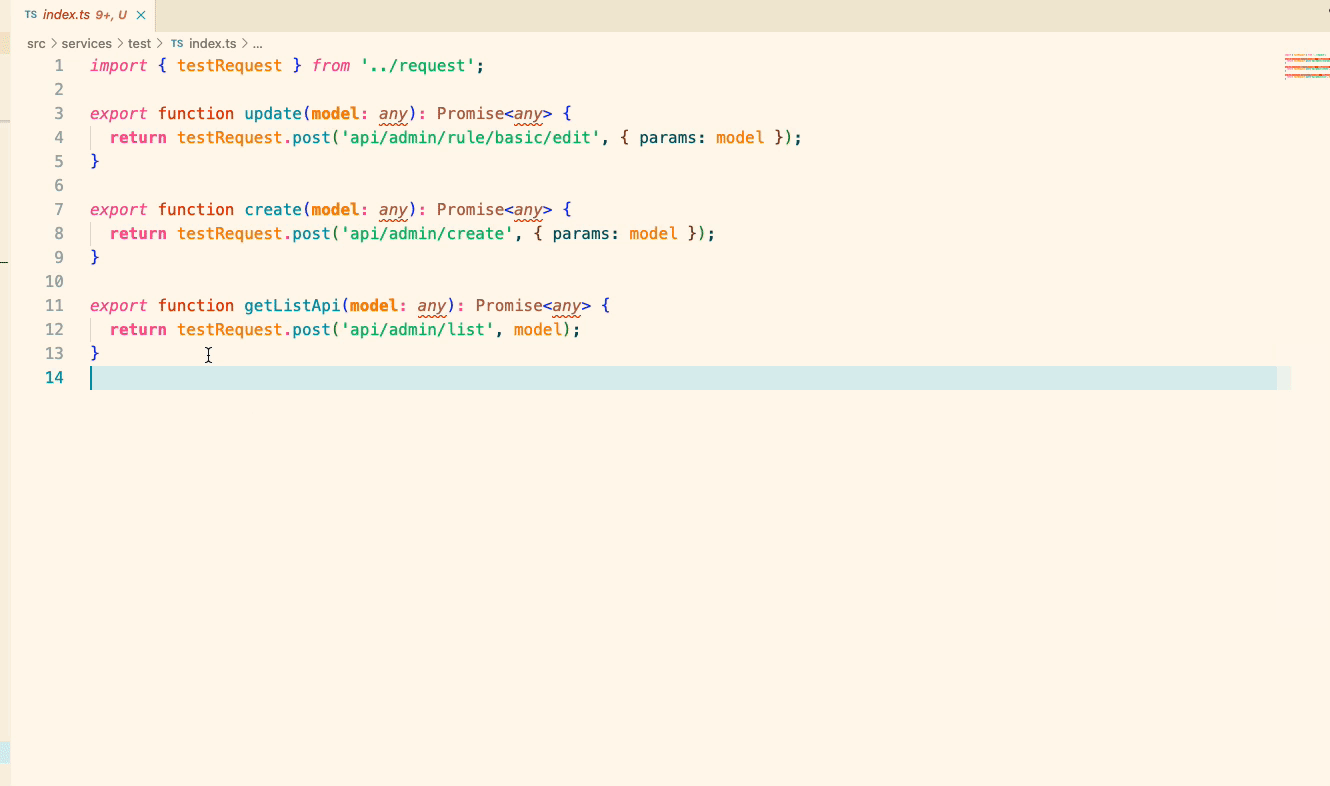 TS index.ts 9+, U ×
src > services > test > TS index.ts > ...
1 import { testRequest } from '../request';
2
3 export function update(model: any): Promise<any> {
4   return testRequest.post('api/admin/rule/basic/edit', { params: model });
5 }
6
7 export function create(model: any): Promise<any> {
8   return testRequest.post('api/admin/create', { params: model });
9 }
10
11 export function getListApi(model: any): Promise<any> {
12   return testRequest.post('api/admin/list', model);
13 }
14